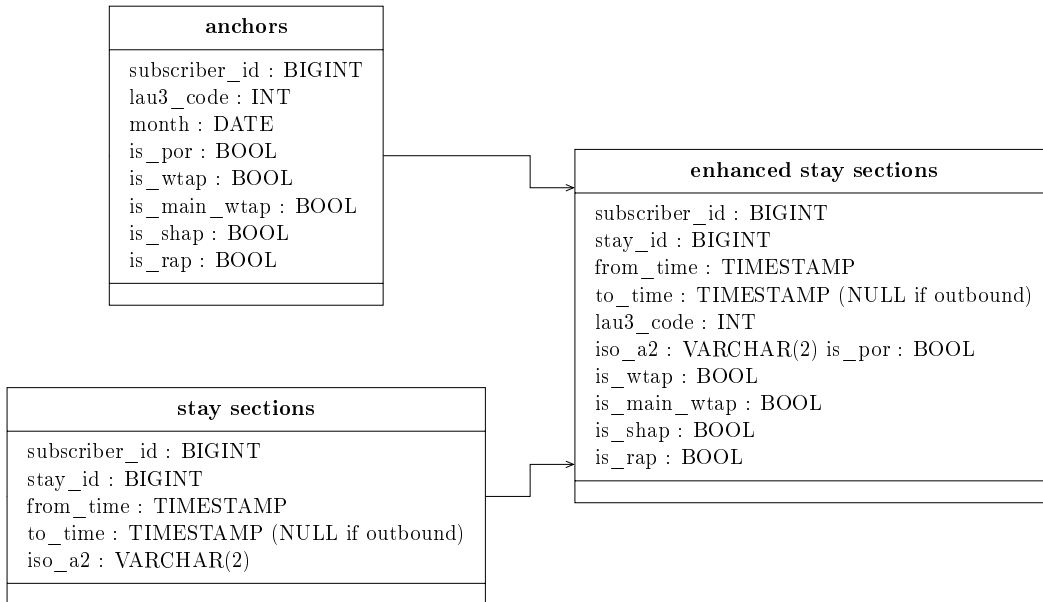 anchors
subscriber_id : BIGINT
lau3_code : INT
month : DATE
is_por : BOOL
is_wtap : BOOL
is_main_wtap : BOOL
is_shap : BOOL
is_rap : BOOL
enhanced stay sections
subscriber_id : BIGINT
stay_id : BIGINT
from_time : TIMESTAMP
to_time : TIMESTAMP (NULL if outbound)
lau3_code : INT
iso_a2 : VARCHAR(2) is_por : BOOL
is_wtap : BOOL
is_main_wtap : BOOL
is_shap : BOOL
is_rap : BOOL
stay sections
subscriber_id : BIGINT
stay_id : BIGINT
from_time : TIMESTAMP
to_time : TIMESTAMP (NULL if outbound)
iso_a2 : VARCHAR(2)